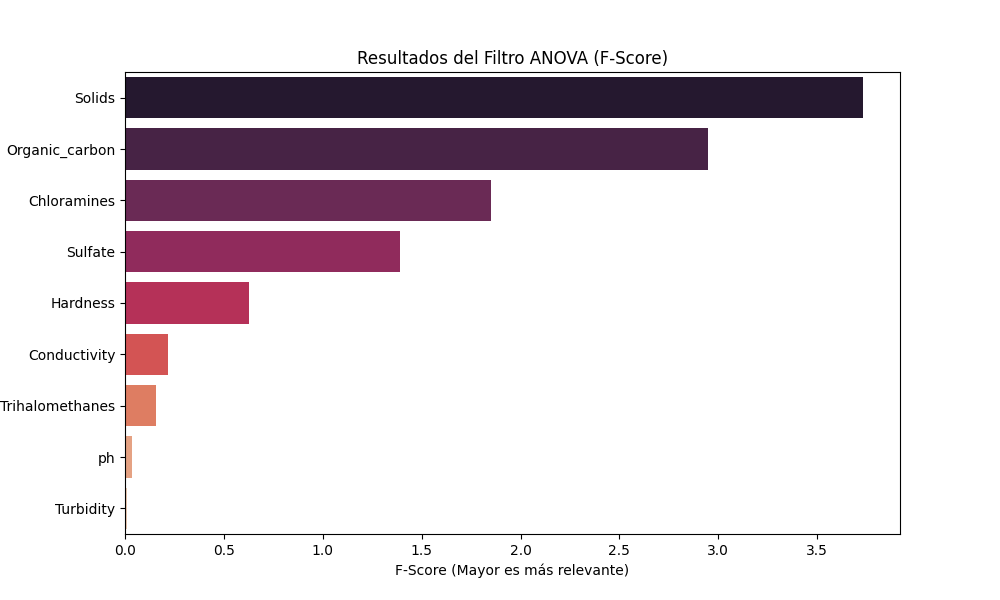 Resultados del Filtro ANOVA (F-Score)
Solids
Organic_carbon
Chloramines
Sulfate
Hardness
Conductivity
Trihalomethanes
ph
Turbidity
0.0 0.5 1.0 1.5 2.0 2.5 3.0 3.5
F-Score (Mayor es más relevante)